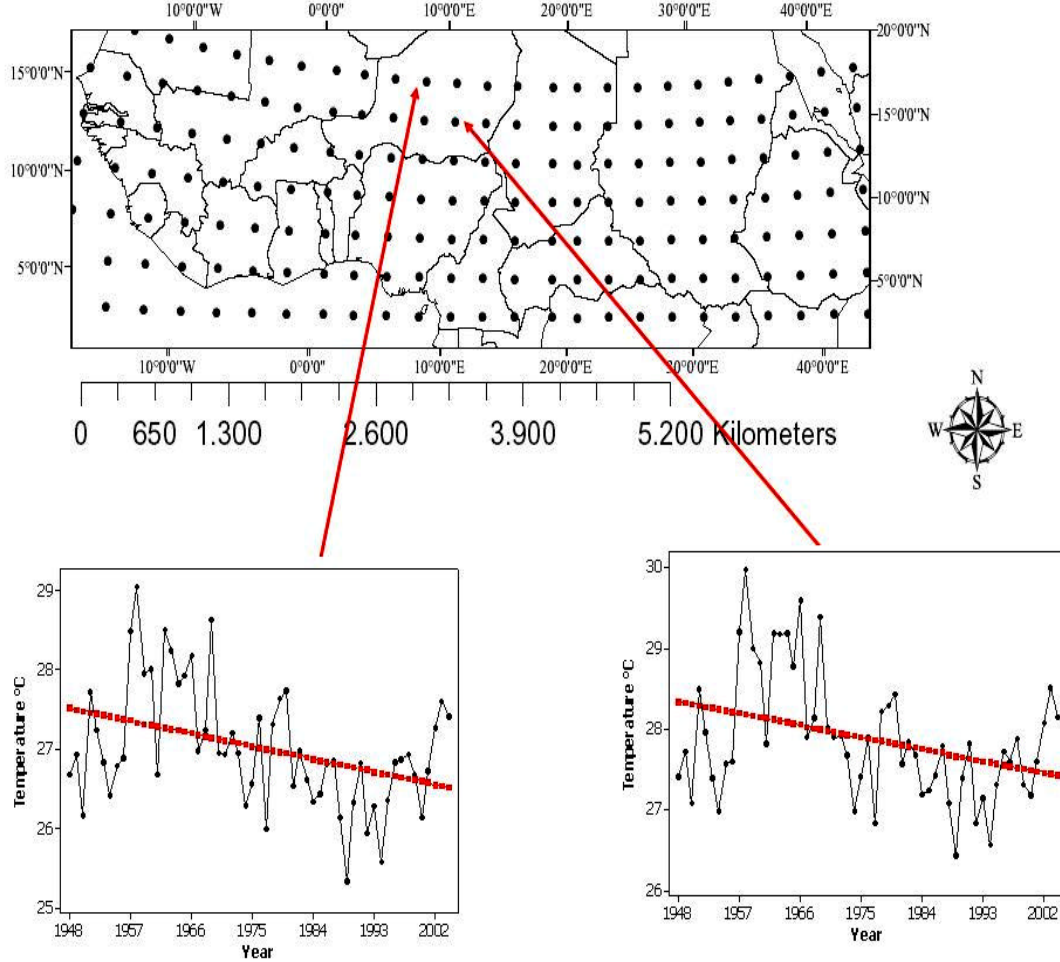 10°0'0"W 0°0'0" 10°0'0"E 20°0'0"E 30°0'0"E 40°0'0"E
20°0'0"N
15°0'0"N
15°0'0"N
10°0'0"N
10°0'0"N
5°0'0"N
5°0'0"N
10°0'0"W 0°0'0" 10°0'0"E 20°0'0"E 30°0'0"E 40°0'0"E
0 650 1.300 2.600 3.900 5.200 Kilometers
N
W E
S
29
28
27
26
25
Temperature °C
1948 1957 1966 1975 1984 1993 2002
Year
30
29
28
27
26
Temperature °C
1948 1957 1966 1975 1984 1993 2002
Year